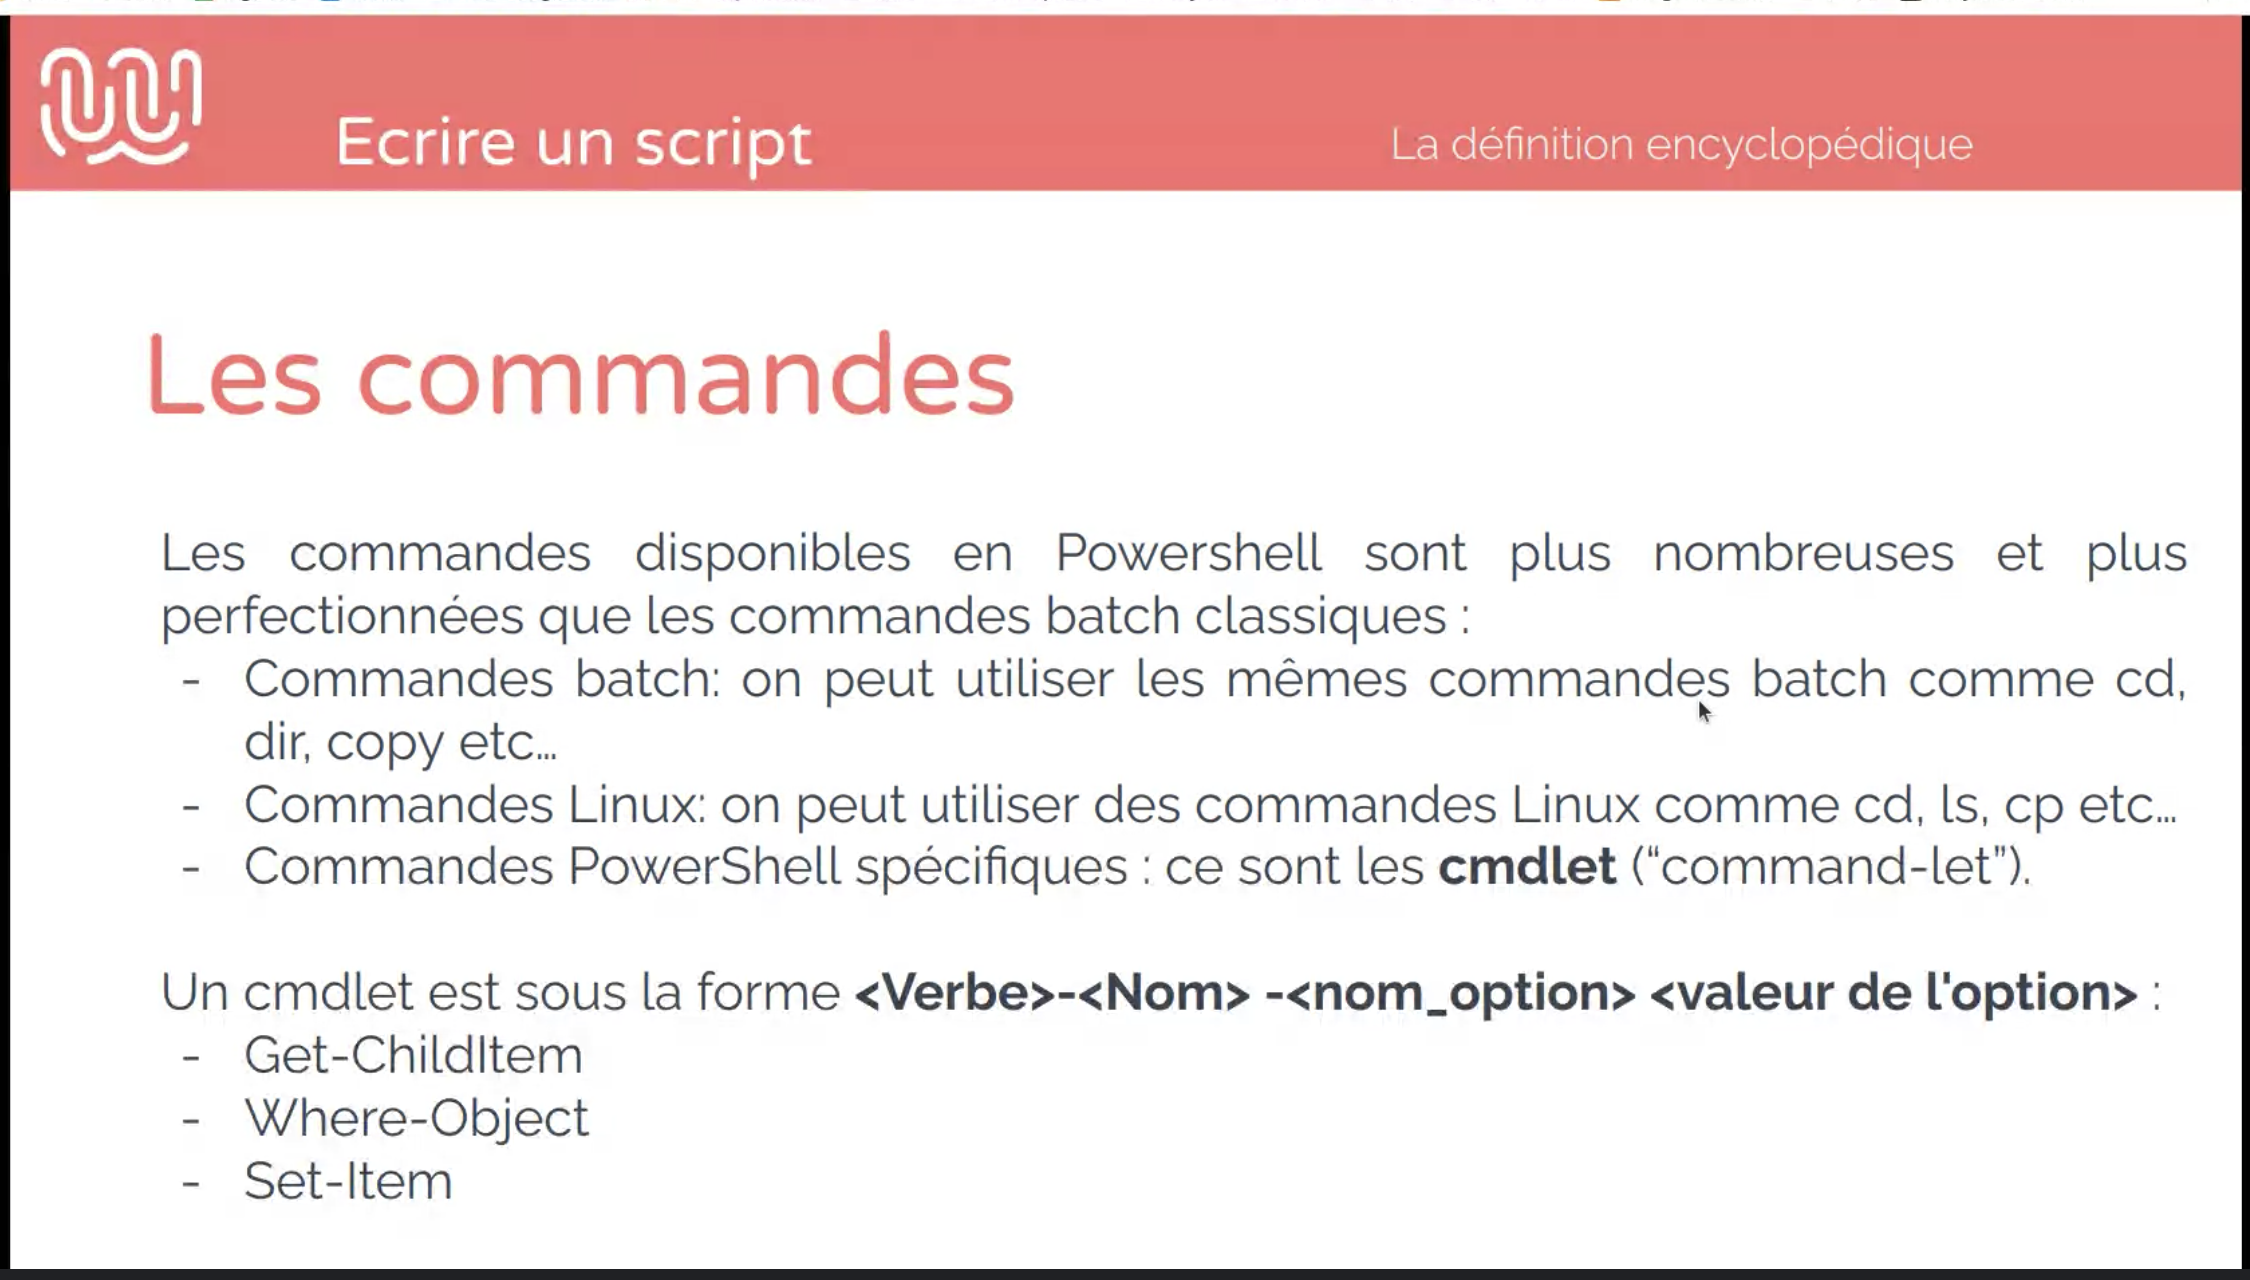 Ecrire un script
La définition encyclopédique
Les commandes
Les commandes disponibles en Powershell sont plus nombreuses et plus
perfectionnées que les commandes batch classiques :
- Commandes batch: on peut utiliser les mêmes commandes batch comme cd,
dir, copy etc…
- Commandes Linux: on peut utiliser des commandes Linux comme cd, ls, cp etc…
- Commandes PowerShell spécifiques : ce sont les cmdlet (“command-let”).
Un cmdlet est sous la forme <Verbe>-<Nom> -<nom_option> <valeur de l'option> :
- Get-ChildItem
- Where-Object
- Set-Item